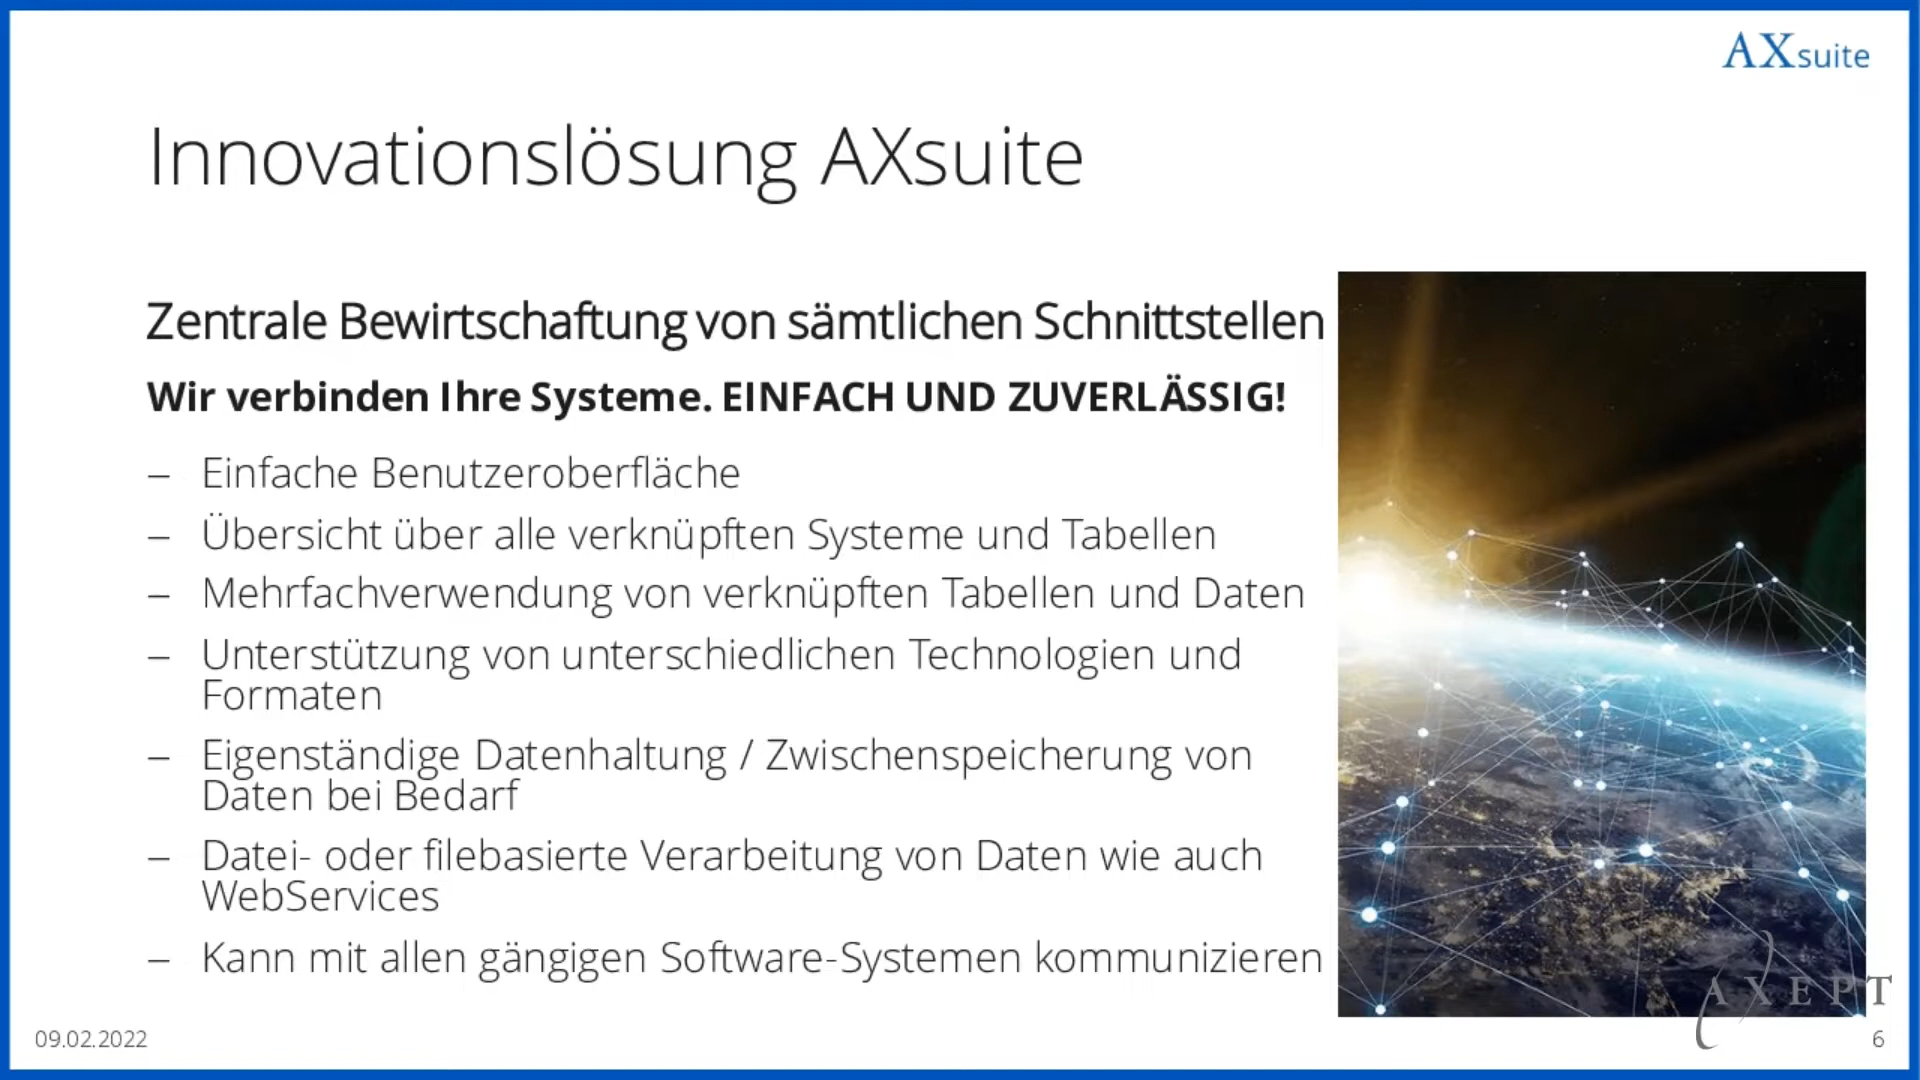 AXsuite
Innovationslösung AXsuite
Zentrale Bewirtschaftung von sämtlichen Schnittstellen
Wir verbinden Ihre Systeme. EINFACH UND ZUVERLÄSSIG!
– Einfache Benutzeroberfläche
– Übersicht über alle verknüpften Systeme und Tabellen
– Mehrfachverwendung von verknüpften Tabellen und Daten
– Unterstützung von unterschiedlichen Technologien und
Formaten
– Eigenständige Datenhaltung / Zwischenspeicherung von
Daten bei Bedarf
– Datei- oder filebasierte Verarbeitung von Daten wie auch
WebServices
– Kann mit allen gängigen Software-Systemen kommunizieren
AXEPT
09.02.2022
6